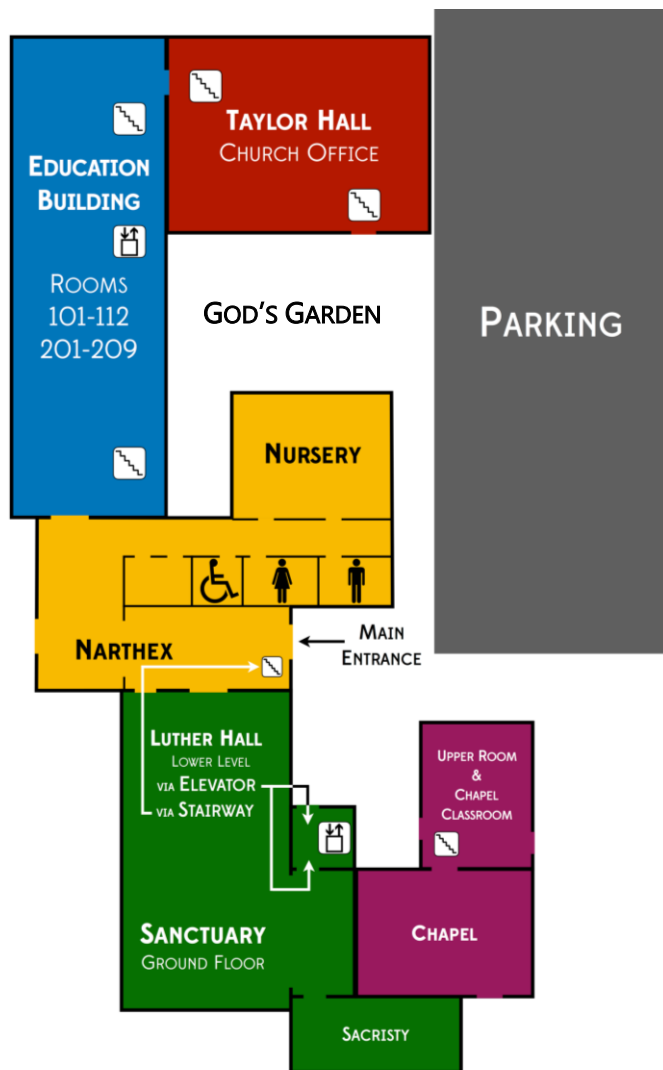 TAYLOR HALL
CHURCH OFFICE
EDUCATION
BUILDING
ROOMS
101-112
201-209
GOD'S GARDEN
PARKING
NURSERY
NARTHEX
MAIN
ENTRANCE
LUTHER HALL
LOWER LEVEL
VIA ELEVATOR
VIA STAIRWAY
UPPER ROOM
&
CHAPEL
CLASSROOM
SANCTUARY
GROUND FLOOR
CHAPEL
SACRISTY